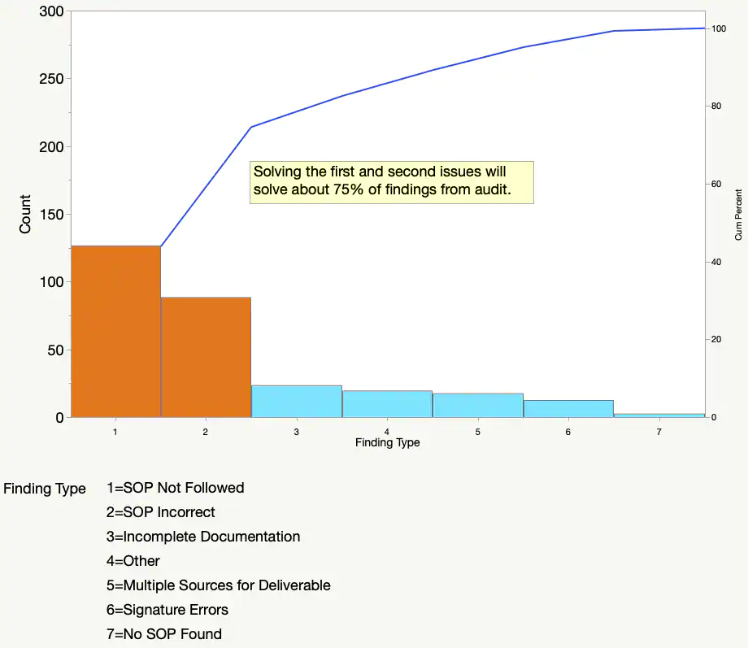 300
250
200
150
100
50
0
Count
100
80
60
40
20
0
Cum Percent
Solving the first and second issues will
solve about 75% of findings from audit.
1 2 3 4 5 6 7
Finding Type
Finding Type
1=SOP Not Followed
2=SOP Incorrect
3=Incomplete Documentation
4=Other
5=Multiple Sources for Deliverable
6=Signature Errors
7=No SOP Found